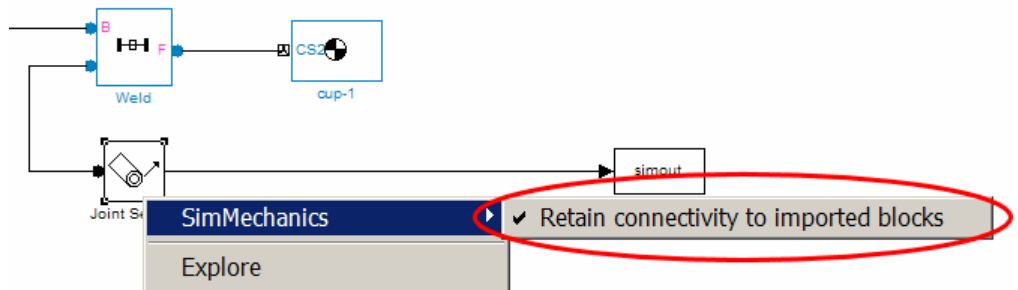 B
F
CS2
Weld
cup-1
simout
Joint Se
SimMechanics
Retain connectivity to imported blocks
Explore